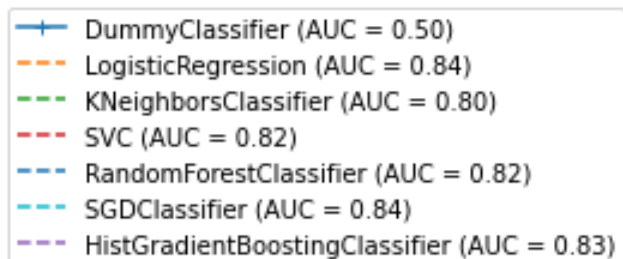 DummyClassifier (AUC = 0.50)
LogisticRegression (AUC = 0.84)
KNeighborsClassifier (AUC = 0.80)
SVC (AUC = 0.82)
RandomForestClassifier (AUC = 0.82)
SGDClassifier (AUC = 0.84)
HistGradientBoostingClassifier (AUC = 0.83)